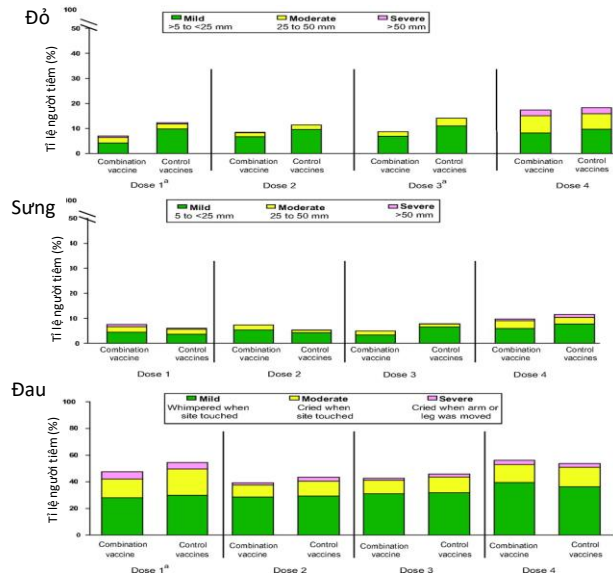 Đỏ
100
Mild Moderate Severe
>5 to <25 mm 25 to 50 mm >50 mm
50
40
30
20
10
0
Tỉ lệ người tiêm (%)
Combination vaccine Control vaccines Combination vaccine Control vaccines Combination vaccine Control vaccines Combination vaccine Control vaccines
Dose 1a Dose 2 Dose 3a Dose 4
Sưng
100
Mild Moderate Severe
5 to <25 mm 25 to 50 mm >50 mm
50
40
30
20
10
0
Tỉ lệ người tiêm (%)
Combination vaccine Control vaccines Combination vaccine Control vaccines Combination vaccine Control vaccines Combination vaccine Control vaccines
Dose 1 Dose 2 Dose 3 Dose 4
Đau
100
Mild Moderate Severe
Whimpered when site touched Cried when site touched Cried when arm or leg was moved
80
60
40
20
0
Tỉ lệ người tiêm (%)
Combination vaccine Control vaccines Combination vaccine Control vaccines Combination vaccine Control vaccines Combination vaccine Control vaccines
Dose 1a Dose 2 Dose 3 Dose 4